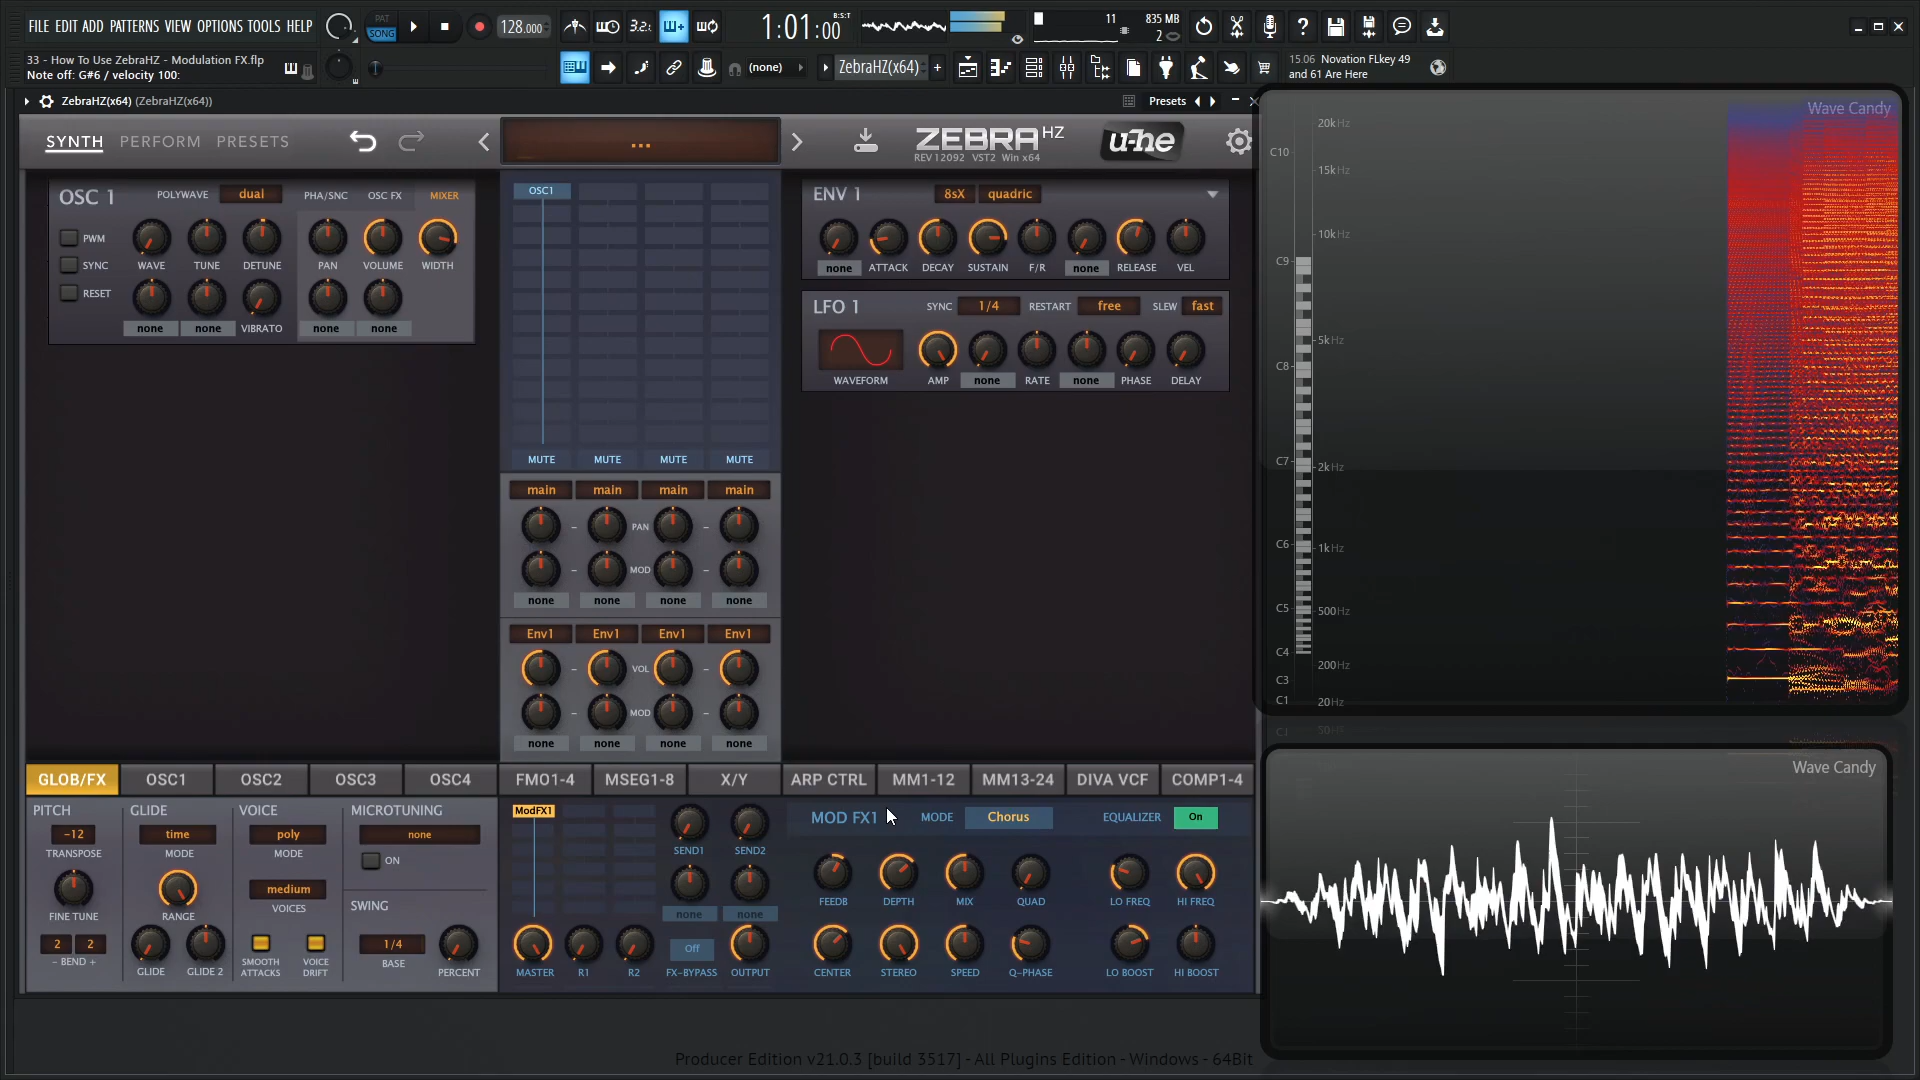 FILE EDIT ADD PATTERNS VIEW OPTIONS TOOLS HELP
PAT
SONG
128.000
1:01:00
B:S:T
11
835 MB
2
33 - How To Use ZebraHZ - Modulation FX.flp
Note off: G#6 / velocity 100:
(none)
ZebraHZ(x64)
15.06 Novation FLkey 49
and 61 Are Here
ZebraHZ(x64) (ZebraHZ(x64))
Presets
SYNTH PERFORM PRESETS
...
ZEBRA HZ
REV 12092 VST2 Win x64
u-he
OSC 1
POLYWAVE dual
PHA/SNC OSC FX MIXER
PWM
SYNC
RESET
WAVE TUNE DETUNE PAN VOLUME WIDTH
none none VIBRATO none none
OSC1
MUTE MUTE MUTE MUTE
main main main main
PAN
MOD
none none none none
Env1 Env1 Env1 Env1
VOL
MOD
none none none none
ENV 1 8sX quadric
none ATTACK DECAY SUSTAIN F/R none RELEASE VEL
LFO 1 SYNC 1/4 RESTART free SLEW fast
WAVEFORM AMP none RATE none PHASE DELAY
GLOB/FX OSC1 OSC2 OSC3 OSC4 FMO1-4 MSEG1-8 X/Y ARP CTRL MM1-12 MM13-24 DIVA VCF COMP1-4
PITCH
-12
TRANSPOSE
FINE TUNE
2 2
- BEND +
GLIDE
time
MODE
RANGE
GLIDE GLIDE 2
VOICE
poly
MODE
medium
VOICES
SMOOTH ATTACKS
VOICE DRIFT
MICROTUNING
none
ON
SWING
1/4
BASE
PERCENT
ModFX1
SEND1 SEND2
none none
Off
MASTER R1 R2 FX-BYPASS OUTPUT
MOD FX1 MODE Chorus EQUALIZER On
FEEDB DEPTH MIX QUAD LO FREQ HI FREQ
CENTER STEREO SPEED Q-PHASE LO BOOST HI BOOST
Wave Candy
20kHz
C10
15kHz
10kHz
C9
5kHz
C8
C7
2kHz
1kHz
C6
C5
500Hz
C4
200Hz
C3
C1
20Hz
Wave Candy
Producer Edition v21.0.3 [build 3517] - All Plugins Edition - Windows - 64Bit